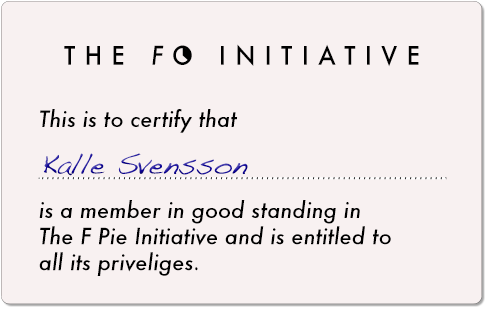 THE F INITIATIVE
This is to certify that
Kalle Svensson
is a member in good standing in
The F Pie Initiative and is entitled to
all its priveliges.